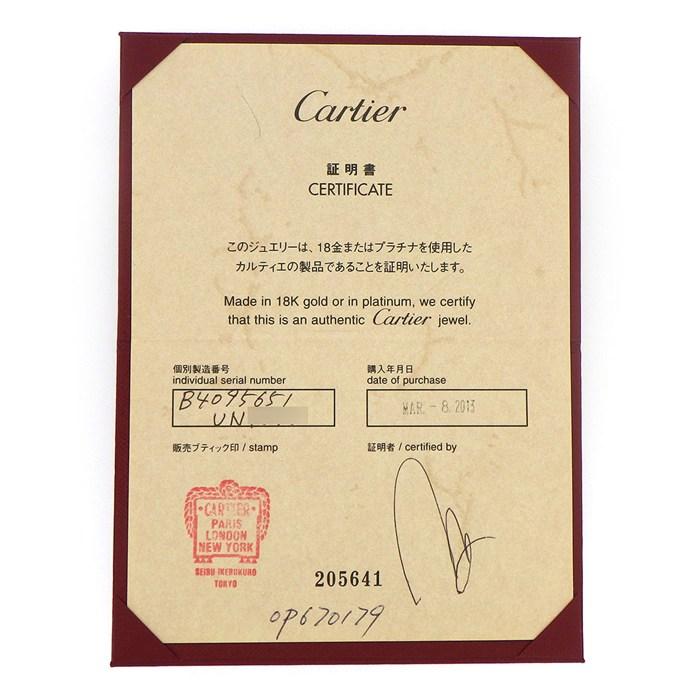 Cartier
証明書
CERTIFICATE
このジュエリーは、18金またはプラチナを使用した
カルティエの製品であることを証明いたします。
Made in 18K gold or in platinum, we certify
that this is an authentic Cartier jewel.
個別製造番号
individual serial number
B4095651
UN
購入年月日
date of purchase
MAR - 8. 2013
販売ブティック印 / stamp
CARTIER
PARIS
LONDON
NEW YORK
SEIBU IKEBUKURO
TOKYO
証明者 / certified by
205641
OP670179